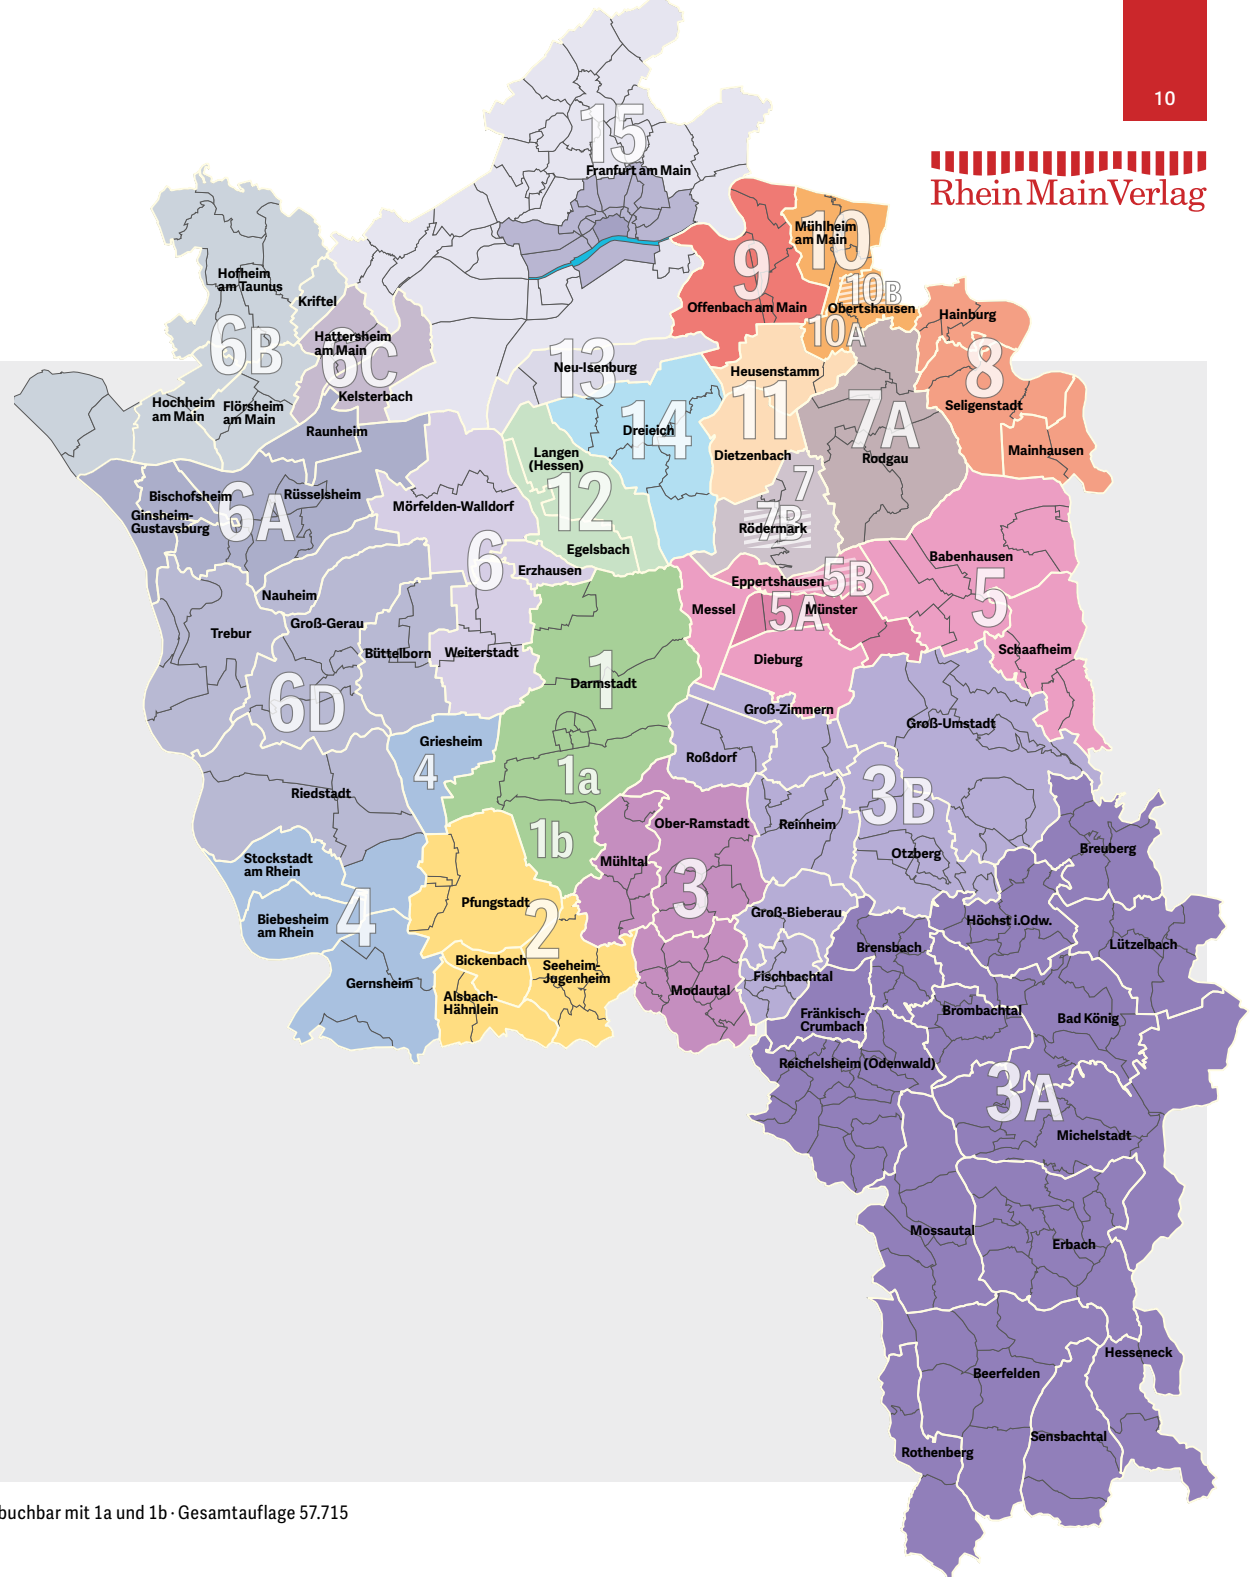 10
RheinMainVerlag
15
Franfurt am Main
Mühlheim
am Main
10
9
Hofheim
am Taunus
Kriftel
10B
Offenbach am Main
Obertshausen
Hainburg
10A
Hattersheim
am Main
6B
6C
13
Neu-Isenburg
Heusenstamm
8
Kelsterbach
Hochheim
am Main
Flörsheim
am Main
Seligenstadt
11
7A
14
Dreieich
Raunheim
Langen
(Hessen)
Dietzenbach
Rodgau
Mainhausen
7
Bischofsheim
Rüsselsheim
Ginsheim-
Gustavsburg
6A
Mörfelden-Walldorf
12
7B
Rödermark
Egelsbach
6
Erzhausen
Babenhausen
Eppertshausen
5B
Nauheim
Messel
5A
Münster
5
Groß-Gerau
Trebur
Büttelborn
Weiterstadt
Schaafheim
Dieburg
1
Darmstadt
6D
Groß-Zimmern
Groß-Umstadt
Griesheim
4
Roßdorf
1a
Riedstadt
3B
Ober-Ramstadt
Reinheim
1b
Breuberg
Otzberg
Stockstadt
am Rhein
Mühltal
3
Pfungstadt
4
2
Groß-Bieberau
Höchst i.Odw.
Biebesheim
am Rhein
Brensbach
Lützelbach
Bickenbach
Seeheim-
Jugenheim
Fischbachtal
Gernsheim
Modautal
Alsbach-
Hähnlein
Fränkisch-
Crumbach
Brombachtal
Bad König
Reichelsheim (Odenwald)
3A
Michelstadt
Mossautal
Erbach
Hesseneck
Beerfelden
Sensbachtal
Rothenberg
buchbar mit 1a und 1b · Gesamtauflage 57.715